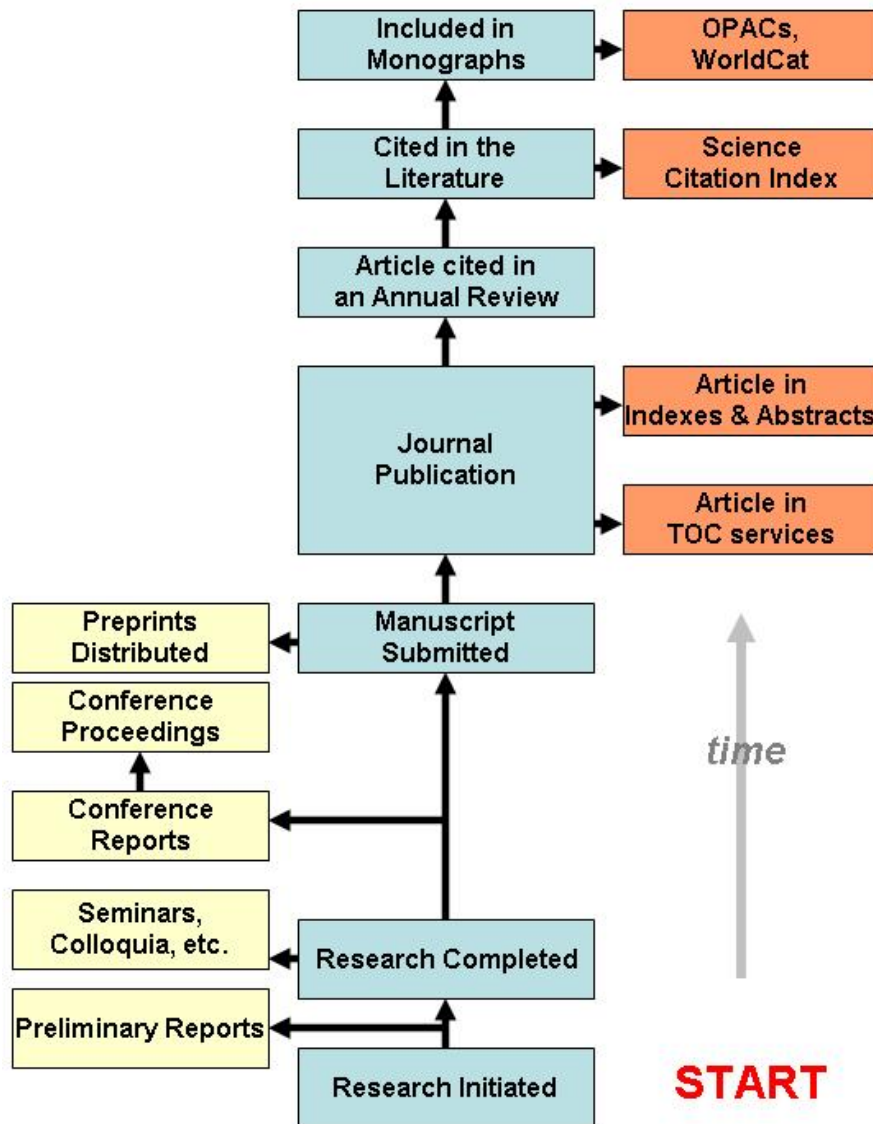 Included in
Monographs
OPACs,
WorldCat
Cited in the
Literature
Science
Citation Index
Article cited in
an Annual Review
Journal
Publication
Article in
Indexes & Abstracts
Article in
TOC services
Preprints
Distributed
Manuscript
Submitted
Conference
Proceedings
time
Conference
Reports
Seminars,
Colloquia, etc.
Research Completed
Preliminary Reports
Research Initiated
START